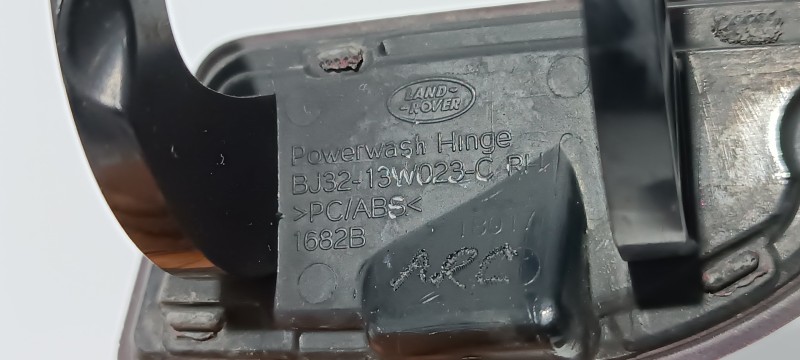 LAND-
-ROVER
Powerwash Hinge
BJ32-13W023-C RH
>PC/ABS<
1682B
ARC